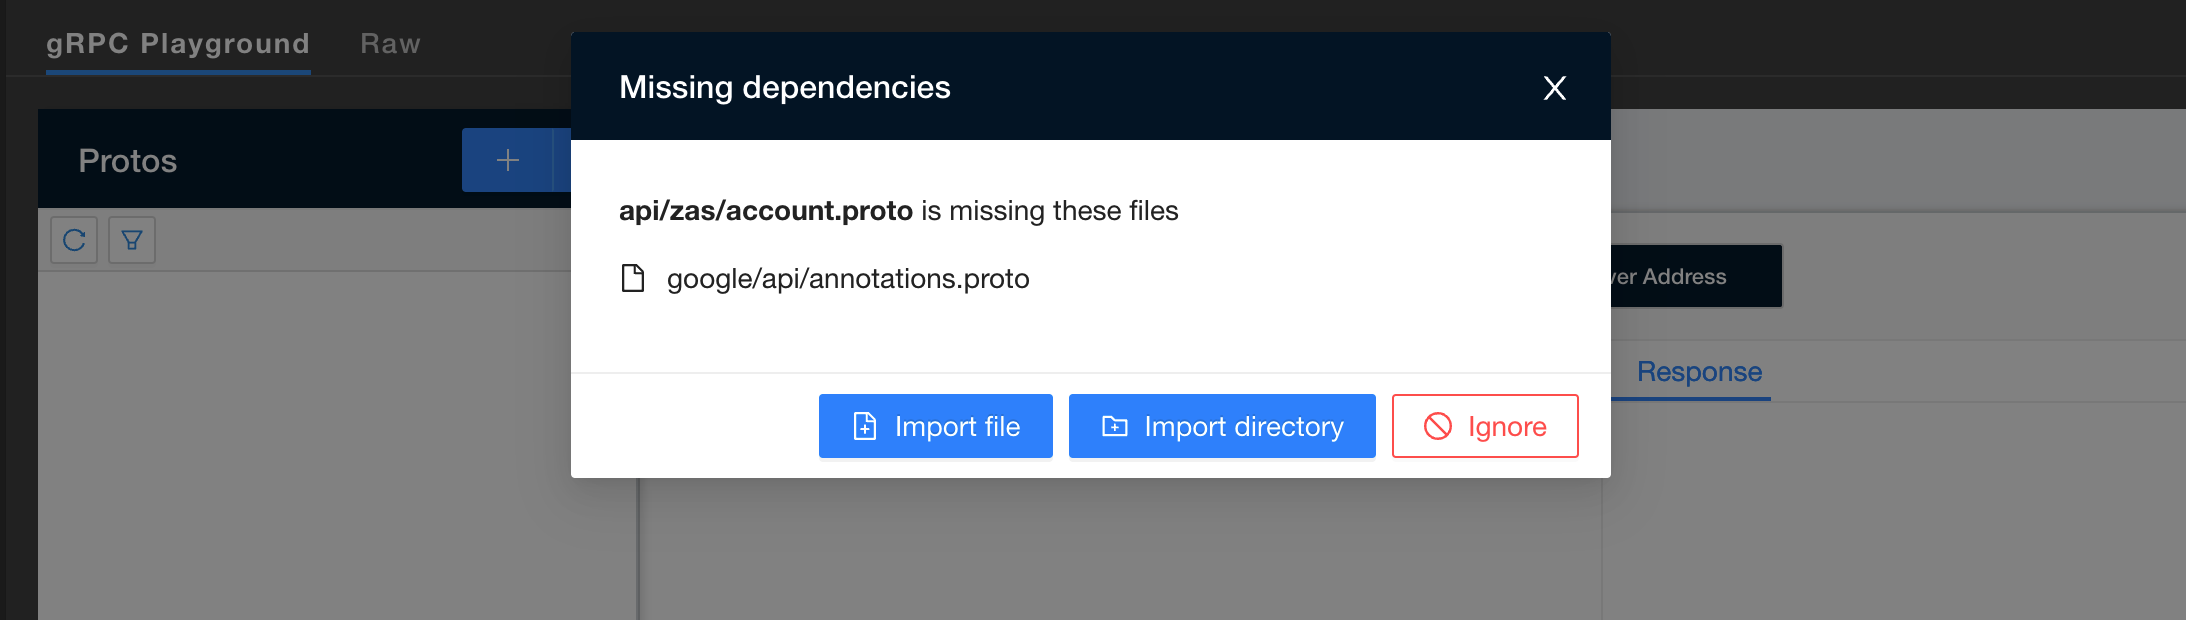 gRPC Playground Raw
Missing dependencies
Protos
api/zas/account.proto is missing these files
google/api/annotations.proto
Address
Response
Import file Import directory Ignore